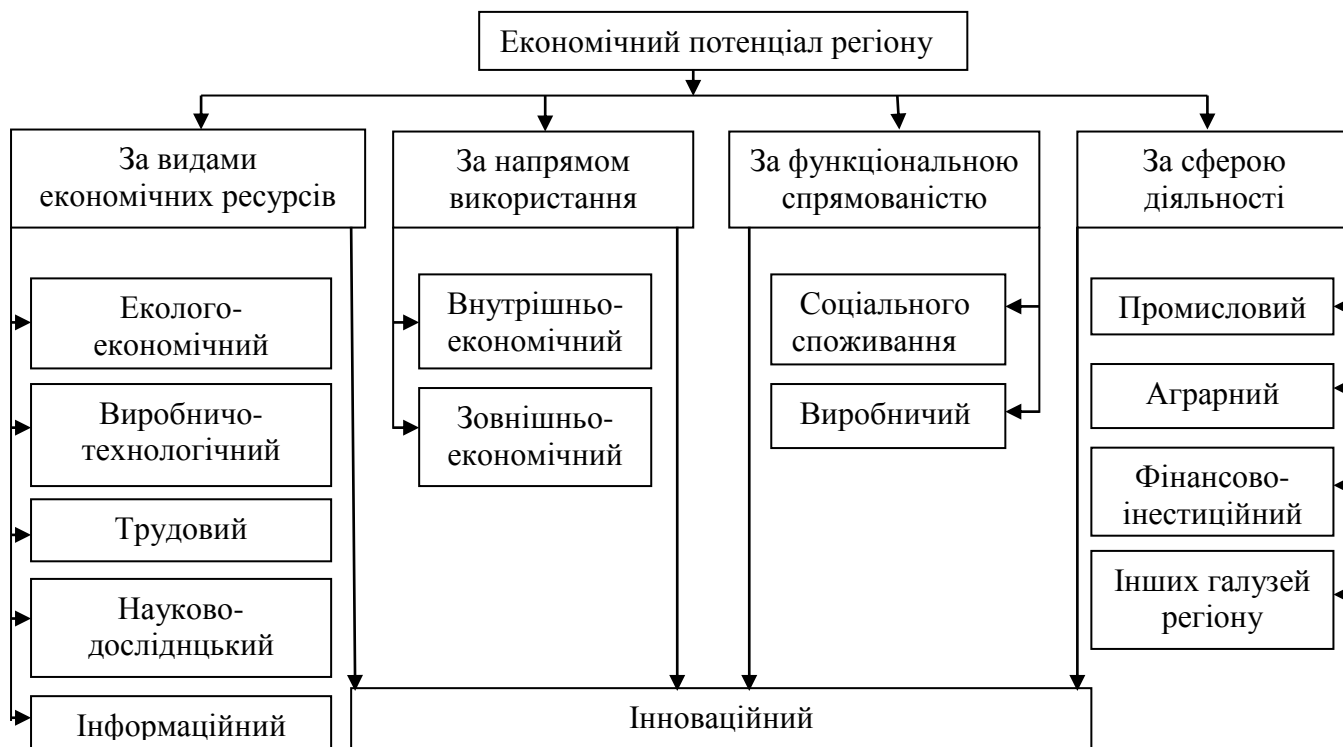 Економічний потенціал регіону
За видами
економічних ресурсів
За напрямом
використання
За функціональною
спрямованістю
За сферою
діяльності
Еколого-
економічний
Виробничо-
технологічний
Трудовий
Науково-
досліднцький
Інформаційний
Внутрішньо-
економічний
Зовнішньо-
економічний
Соціального
споживання
Виробничий
Промисловий
Аграрний
Фінансово-
інестиційний
Інших галузей
регіону
Інноваційний